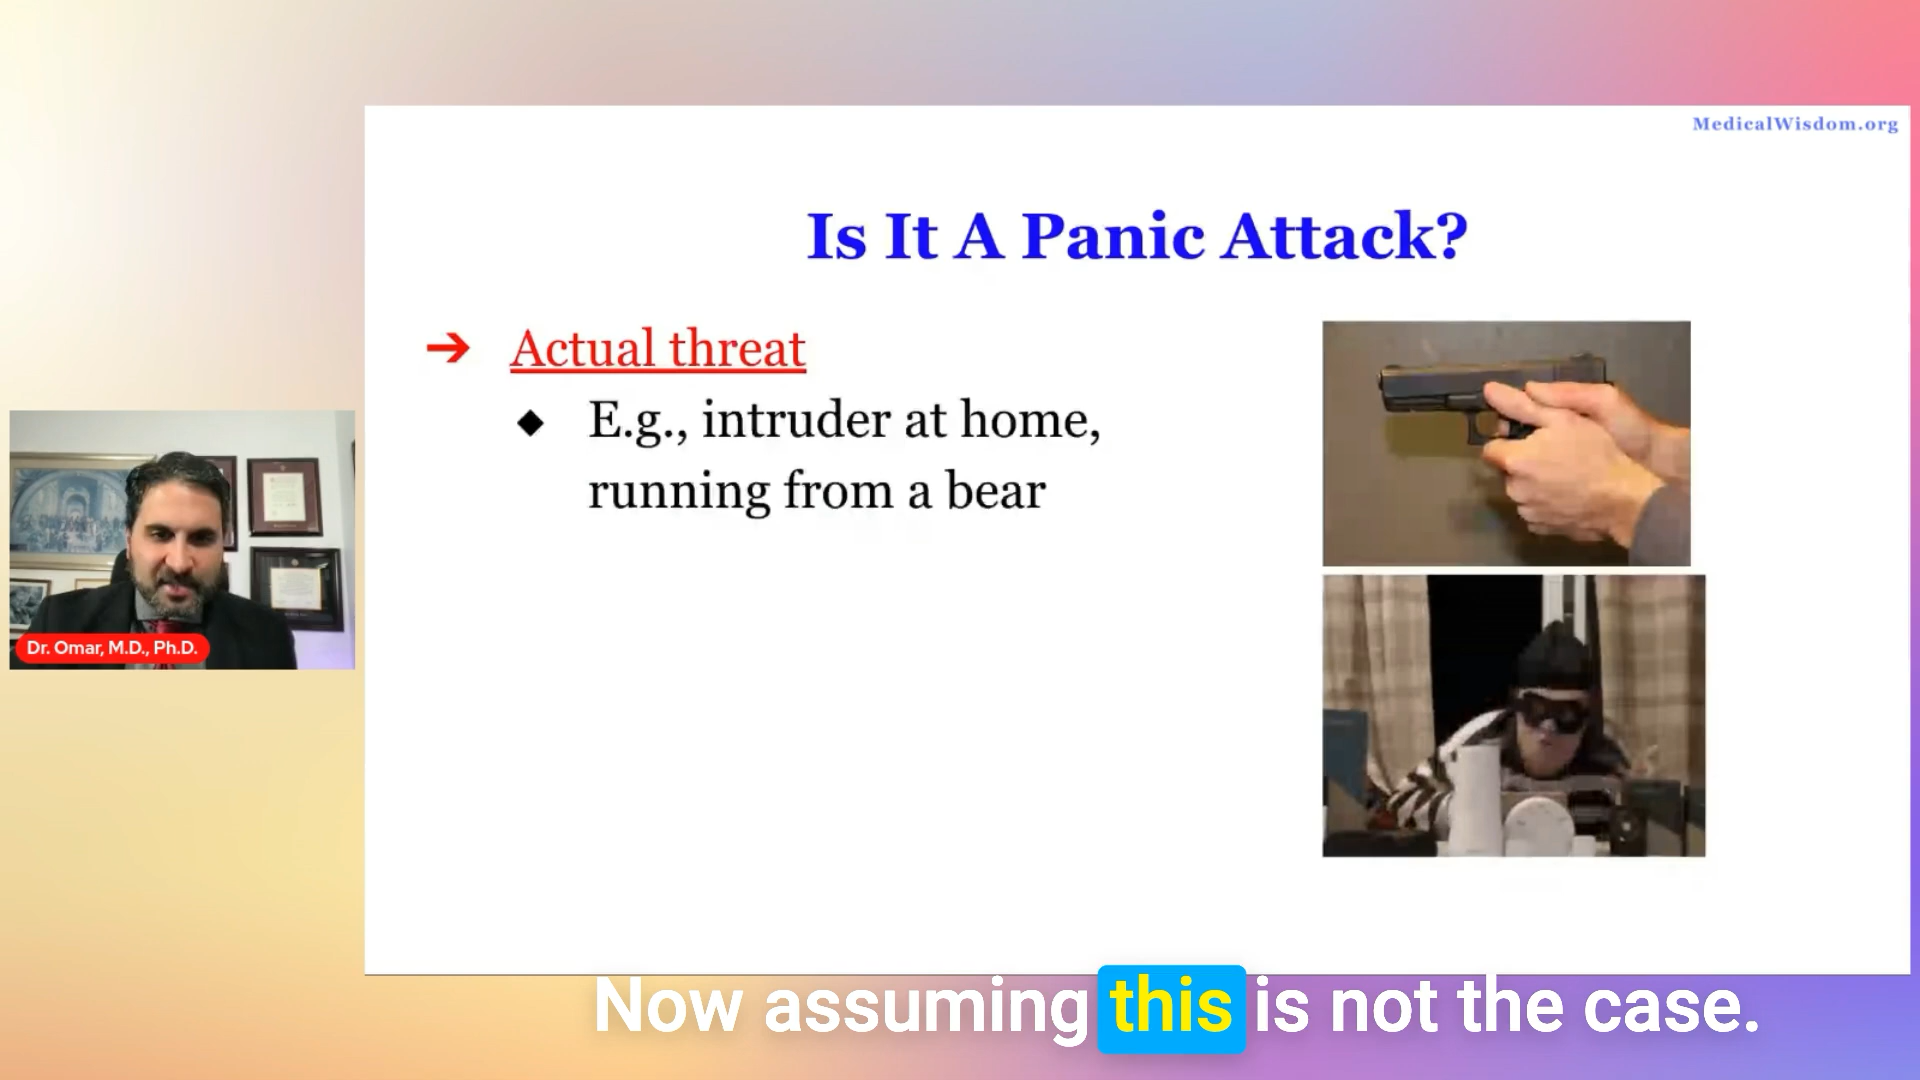 MedicalWisdom.org
Is It A Panic Attack?
➔ Actual threat
◆ E.g., intruder at home,
running from a bear
Dr. Omar, M.D., Ph.D.
Now assuming this is not the case.